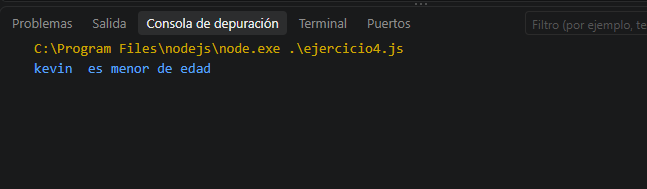 Problemas Salida Consola de depuración Terminal Puertos Filtro (por ejemplo, te
C:\Program Files\nodejs\node.exe .\ejercicio4.js
kevin  es menor de edad